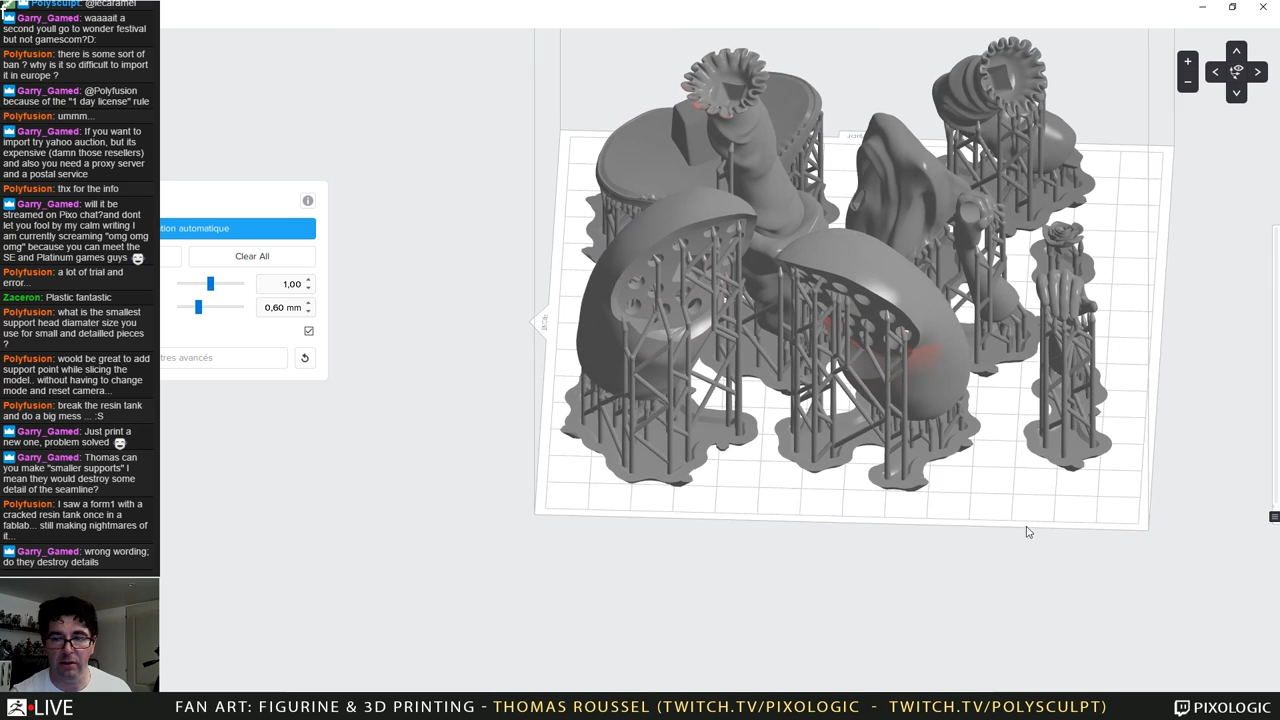 Polysculpt: @lecaramel
Garry_Gamed: waaaait a
second youll go to wonder festival
but not gamescom?D:
Polyfusion: there is some sort of
ban ? why is it so difficult to import
it in europe ?
Garry_Gamed: @Polyfusion
because of the "1 day license" rule
Polyfusion: ummm...
Garry_Gamed: If you want to
import try yahoo auction, but its
expensive (damn those resellers)
and also you need a proxy server
and a postal service
Polyfusion: thx for the info
Garry_Gamed: will it be
streamed on Pixo chat?and dont
let you fool by my calm writing I
am currently screaming "omg omg
omg" because you can meet the
SE and Platinum games guys
Polyfusion: a lot of trial and
error...
Zaceron: Plastic fantastic
Polyfusion: what is the smallest
support head diamater size you
use for small and detailled pieces
?
Polyfusion: would be great to add
support point while slicing the
model.. without having to change
mode and reset camera...
Polyfusion: break the resin tank
and do a big mess ... :S
Garry_Gamed: Just print a
new one, problem solved
Garry_Gamed: Thomas can
you make "smaller supports" I
mean they would destroy some
detail of the seamline?
Polyfusion: I saw a form1 with a
cracked resin tank once in a
fablab... still making nightmares of
it...
Garry_Gamed: wrong wording;
do they destroy details
tion automatique
Clear All
1,00
0,60 mm
tres avancés
LIVE
FAN ART: FIGURINE & 3D PRINTING - THOMAS ROUSSEL (TWITCH.TV/PIXOLOGIC - TWITCH.TV/POLYSCULPT)
PIXOLOGIC